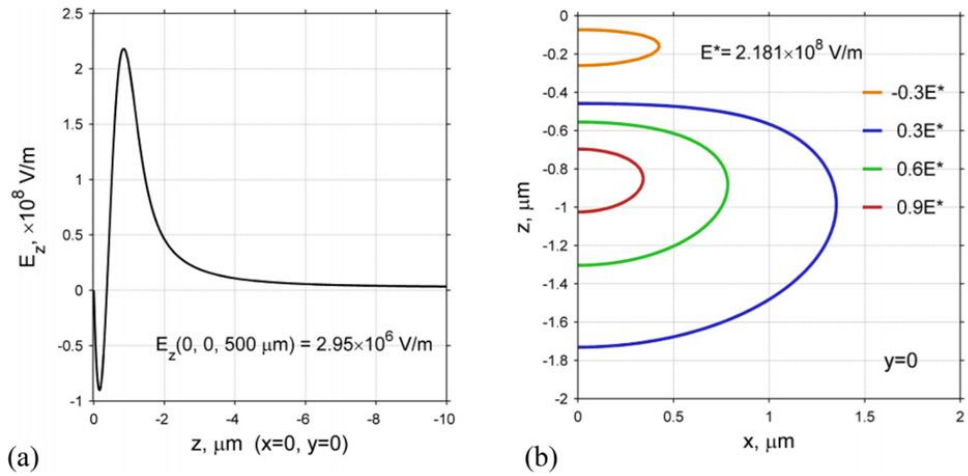 2.5
2
1.5
1
0.5
0
-0.5
-1
E_z, ×10^8 V/m
E_z(0, 0, 500 μm) = 2.95×10^6 V/m
0 -2 -4 -6 -8 -10
z, μm (x=0, y=0)
(a)
0
-0.2
-0.4
-0.6
-0.8
-1
-1.2
-1.4
-1.6
-1.8
-2
z, μm
E*= 2.181×10^8 V/m
-0.3E*
0.3E*
0.6E*
0.9E*
y=0
0 0.5 1 1.5 2
x, μm
(b)